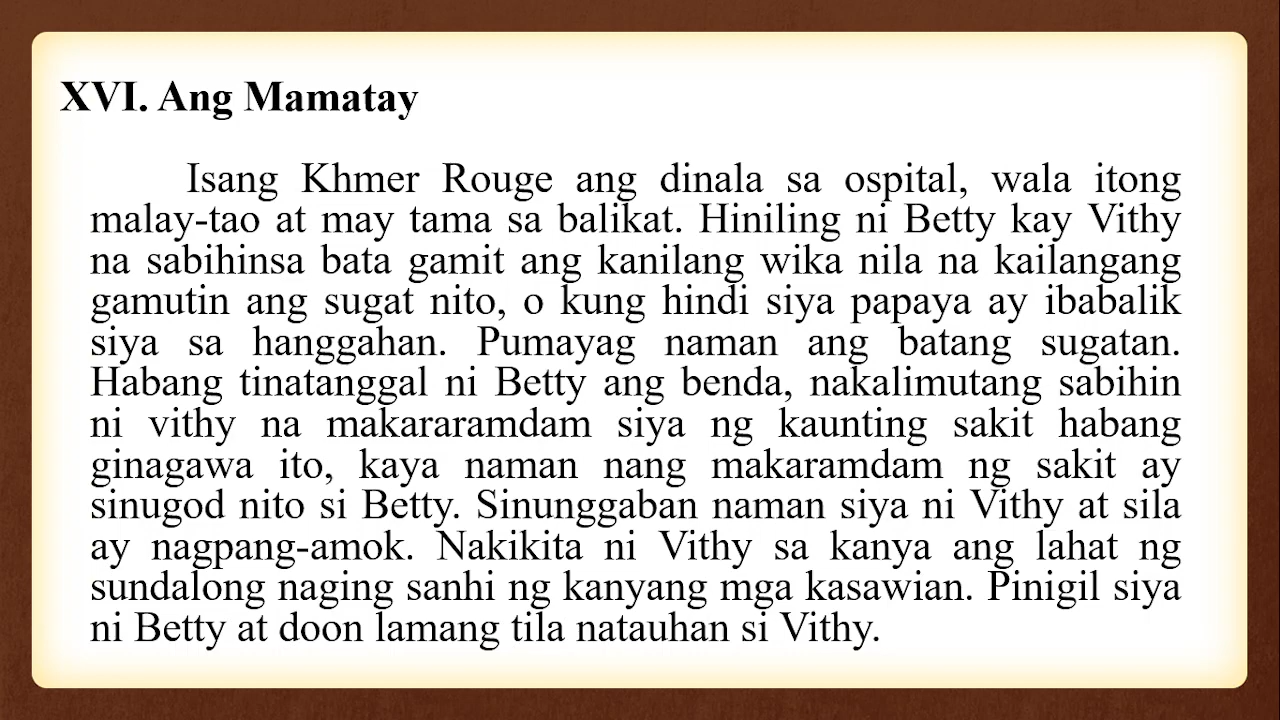 XVI. Ang Mamatay
Isang Khmer Rouge ang dinala sa ospital, wala itong
malay-tao at may tama sa balikat. Hiniling ni Betty kay Vithy
na sabihinsa bata gamit ang kanilang wika nila na kailangang
gamutin ang sugat nito, o kung hindi siya papaya ay ibabalik
siya sa hanggahan. Pumayag naman ang batang sugatan.
Habang tinatanggal ni Betty ang benda, nakalimutang sabihin
ni vithy na makararamdam siya ng kaunting sakit habang
ginagawa ito, kaya naman nang makaramdam ng sakit ay
sinugod nito si Betty. Sinunggaban naman siya ni Vithy at sila
ay nagpang-amok. Nakikita ni Vithy sa kanya ang lahat ng
sundalong naging sanhi ng kanyang mga kasawian. Pinigil siya
ni Betty at doon lamang tila natauhan si Vithy.